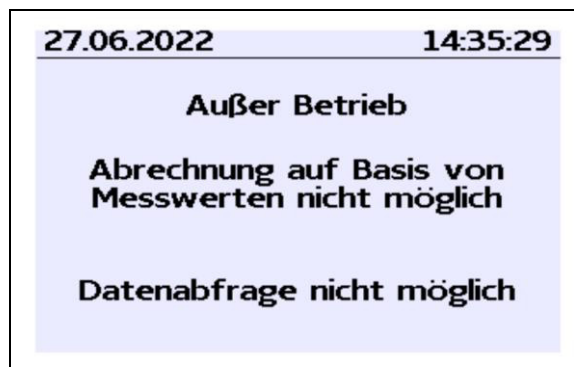 27.06.2022 14:35:29
Außer Betrieb
Abrechnung auf Basis von
Messwerten nicht möglich
Datenabfrage nicht möglich